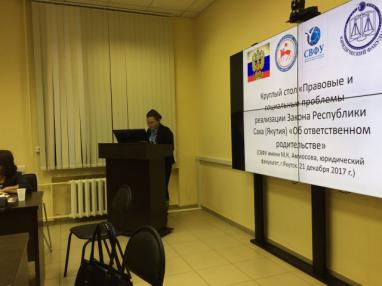 СВФУ
Круглый стол «Правовые и
социальные проблемы
реализации Закона Республики
Саха (Якутия) «Об ответственном
родительстве»
(СВФУ имени М.К. Аммосова, юридический
факультет, г.Якутск, 21 декабря 2017 г.)